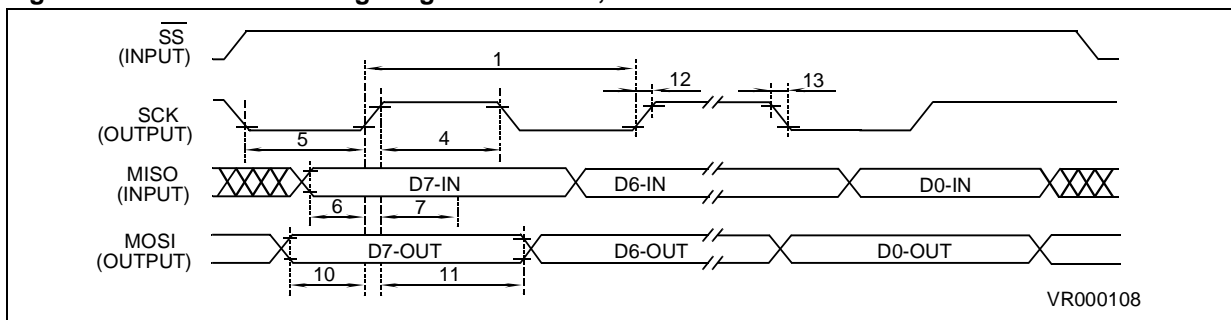 SS
(INPUT)
1
12
13
SCK
(OUTPUT)
5
4
MISO
(INPUT)
D7-IN
D6-IN
D0-IN
6
7
MOSI
(OUTPUT)
D7-OUT
D6-OUT
D0-OUT
10
11
VR000108